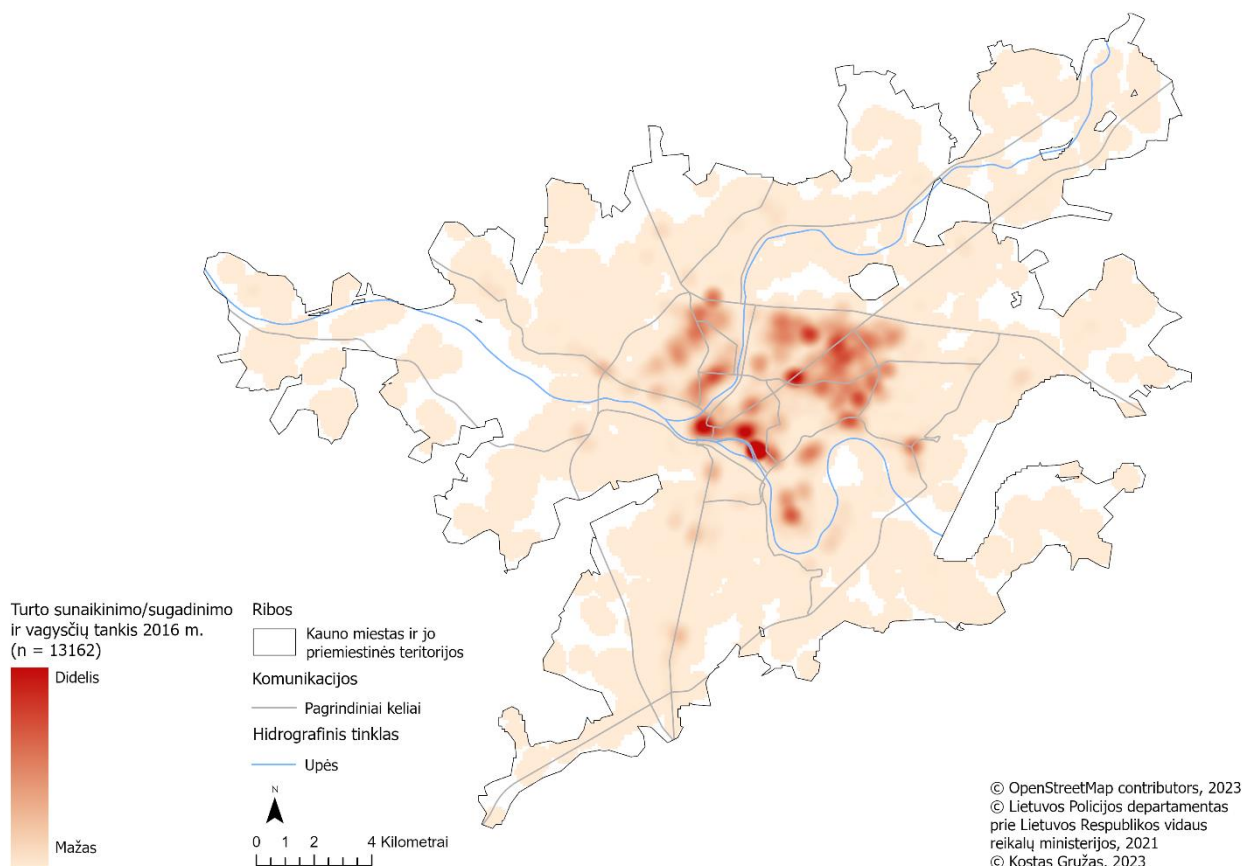 Turto sunaikinimo/sugadinimo
ir vagysčių tankis 2016 m.
(n = 13162)
Didelis
Mažas
Ribos
Kauno miestas ir jo
priemiestinės teritorijos
Komunikacijos
Pagrindiniai keliai
Hidrografinis tinklas
Upės
N
0 1 2 4 Kilometrai
© OpenStreetMap contributors, 2023
© Lietuvos Policijos departamentas
prie Lietuvos Respublikos vidaus
reikalų ministerijos, 2021
© Kostas Gružas, 2023